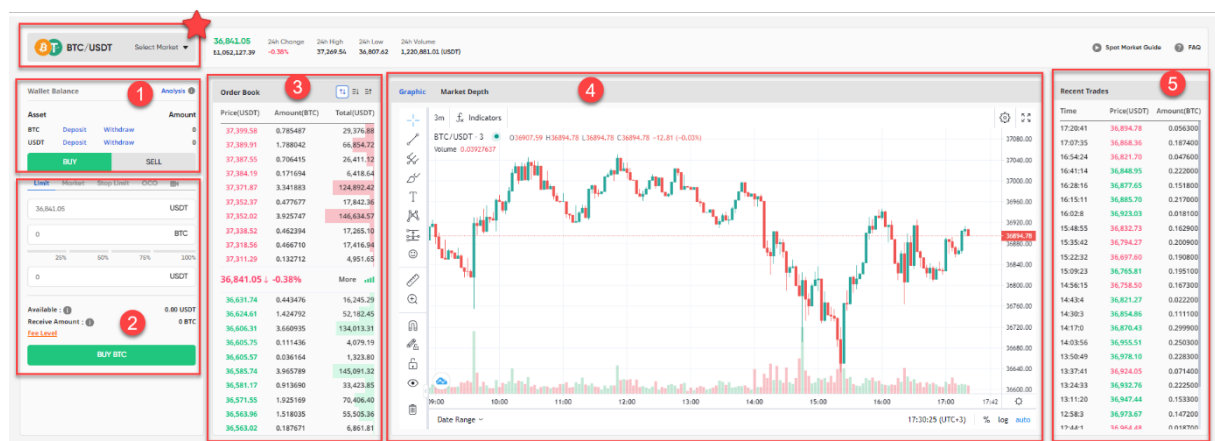 BTC/USDT Select Market
36,841.05 24h Change 24h High 24h Low 24h Volume
₺1,052,127.39 -0.38% 37,269.54 36,807.62 1,220,881.01 (USDT)
Spot Market Guide FAQ
Wallet Balance Analysis
1
Asset Amount
BTC Deposit Withdraw 0
USDT Deposit Withdraw 0
BUY SELL
Limit Market Stop Limit OCO
36,841.05 USDT
0 BTC
25% 50% 75% 100%
0 USDT
Available : 0.00 USDT
Receive Amount : 0 BTC
2
Fee Level
BUY BTC
Order Book
3
Price(USDT) Amount(BTC) Total(USDT)
37,399.58 0.785487 29,376.88
37,389.91 1.788042 66,854.72
37,387.55 0.706415 26,411.12
37,384.19 0.171694 6,418.64
37,371.87 3.341883 124,892.42
37,352.37 0.477677 17,842.36
37,352.02 3.925747 146,634.57
37,338.52 0.462394 17,265.10
37,318.56 0.466710 17,416.94
37,311.29 0.132712 4,951.65
36,841.05↓ -0.38% More
36,631.74 0.443476 16,245.29
36,624.61 1.424792 52,182.45
36,606.31 3.660935 134,013.31
36,605.75 0.111436 4,079.19
36,605.57 0.036164 1,323.80
36,585.74 3.965789 145,091.32
36,581.17 0.913690 33,423.85
36,571.55 1.925169 70,406.40
36,563.96 1.518035 55,505.36
36,563.02 0.187671 6,861.81
Graphic Market Depth
4
3m Indicators
BTC/USDT · 3 O36907.59 H36894.78 L36894.78 C36894.78 −12.81 (−0.03%)
Volume 0.03927637
37080.00
37040.00
37000.00
36960.00
36920.00
36894.78
36880.00
36840.00
36800.00
36760.00
36720.00
36680.00
36640.00
36600.00
09:00 10:00 11:00 12:00 13:00 14:00 15:00 16:00 17:00 17:42
Date Range 17:30:25 (UTC+3) % log auto
Recent Trades
5
Time Price(USDT) Amount(BTC)
17:20:41 36,894.78 0.056300
17:07:35 36,868.36 0.187400
16:54:24 36,821.70 0.047600
16:41:14 36,848.95 0.222000
16:28:16 36,877.65 0.151800
16:15:11 36,885.70 0.217000
16:02:8 36,923.03 0.018100
15:48:55 36,832.73 0.162900
15:35:42 36,794.27 0.200900
15:22:32 36,697.60 0.190800
15:09:23 36,765.81 0.195100
14:56:15 36,758.50 0.167300
14:43:4 36,821.27 0.022200
14:30:3 36,854.86 0.111100
14:17:0 36,870.43 0.299900
14:03:56 36,955.51 0.250300
13:50:49 36,978.10 0.228300
13:37:41 36,924.05 0.071400
13:24:33 36,932.76 0.222500
13:11:20 36,947.44 0.153300
12:58:3 36,973.67 0.147200
12:44:1 36,964.48 0.018700